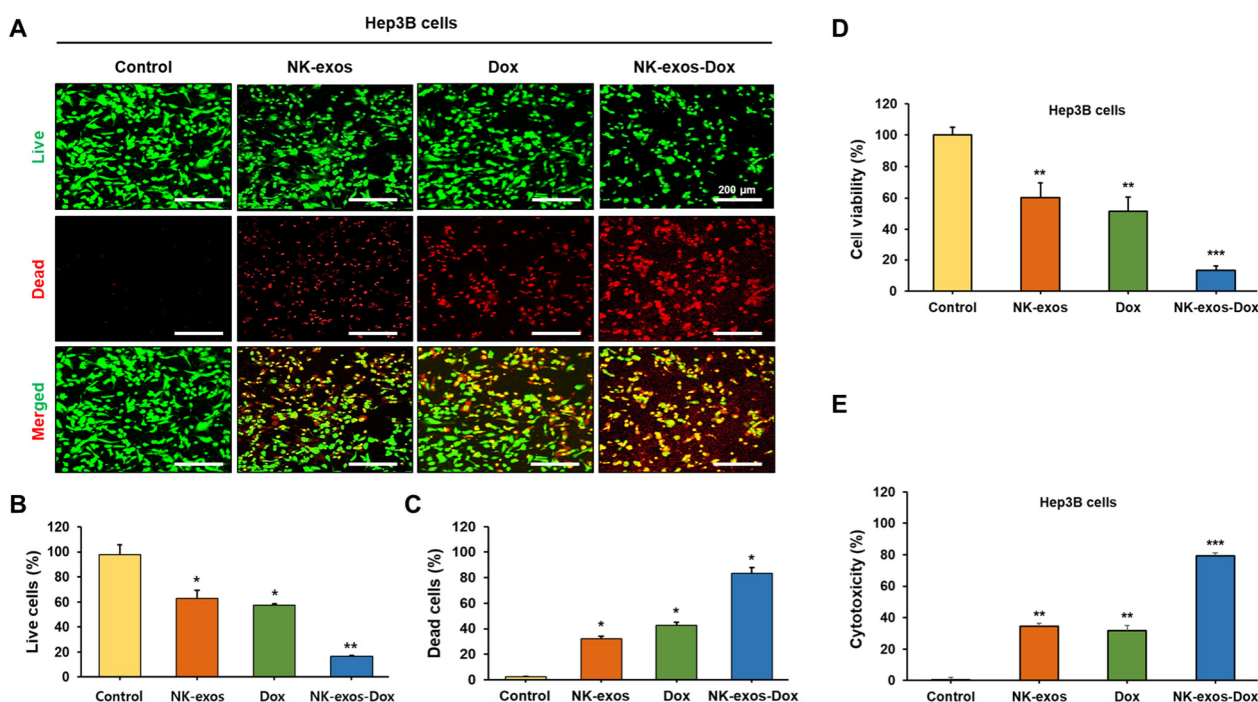 A
Hep3B cells
Control NK-exos Dox NK-exos-Dox
Live
200 μm
Dead
Merged
B
Live cells (%)
120
100
80
60
40
20
0
*
*
**
Control NK-exos Dox NK-exos-Dox
C
Dead cells (%)
120
100
80
60
40
20
0
*
*
*
Control NK-exos Dox NK-exos-Dox
D
Hep3B cells
Cell viability (%)
120
100
80
60
40
20
0
**
**
***
Control NK-exos Dox NK-exos-Dox
E
Hep3B cells
Cytotoxicity (%)
120
100
80
60
40
20
0
**
**
***
Control NK-exos Dox NK-exos-Dox